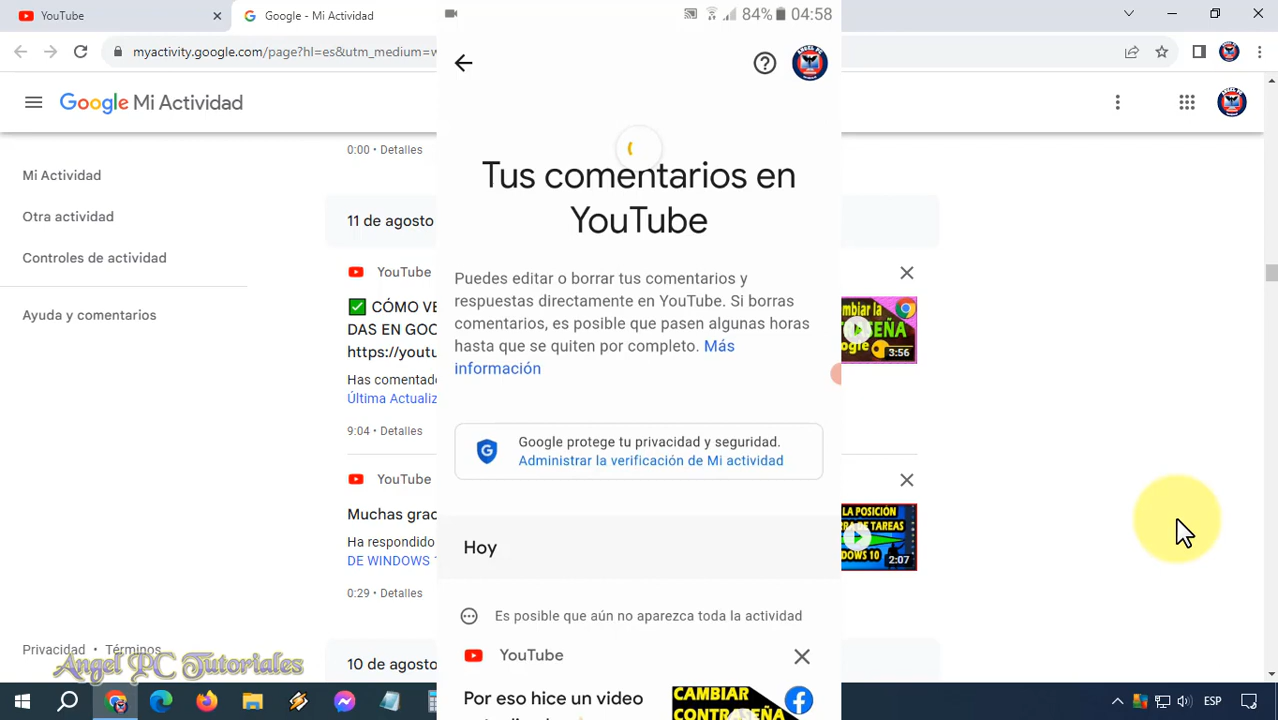 YouTube
Google - Mi Actividad
myactivity.google.com/page?hl=es&utm_medium=w
Google Mi Actividad
Mi Actividad
Otra actividad
Controles de actividad
Ayuda y comentarios
Privacidad • Términos
Angel PC Tutoriales
0:00 • Detalles
11 de agosto
YouTube
✅ CÓMO VE
DAS EN GOO
https://youtu
Has comentado
Última Actualiz
9:04 • Detalles
YouTube
Muchas grac
Ha respondido
DE WINDOWS
0:29 • Detalles
10 de agosto
84% 04:58
Tus comentarios en
YouTube
Puedes editar o borrar tus comentarios y
respuestas directamente en YouTube. Si borras
comentarios, es posible que pasen algunas horas
hasta que se quiten por completo. Más
información
Google protege tu privacidad y seguridad.
Administrar la verificación de Mi actividad
Hoy
Es posible que aún no aparezca toda la actividad
YouTube
Por eso hice un video
CAMBIAR
mbiar la
3:56
LA POSICIÓN
2:07
ESP